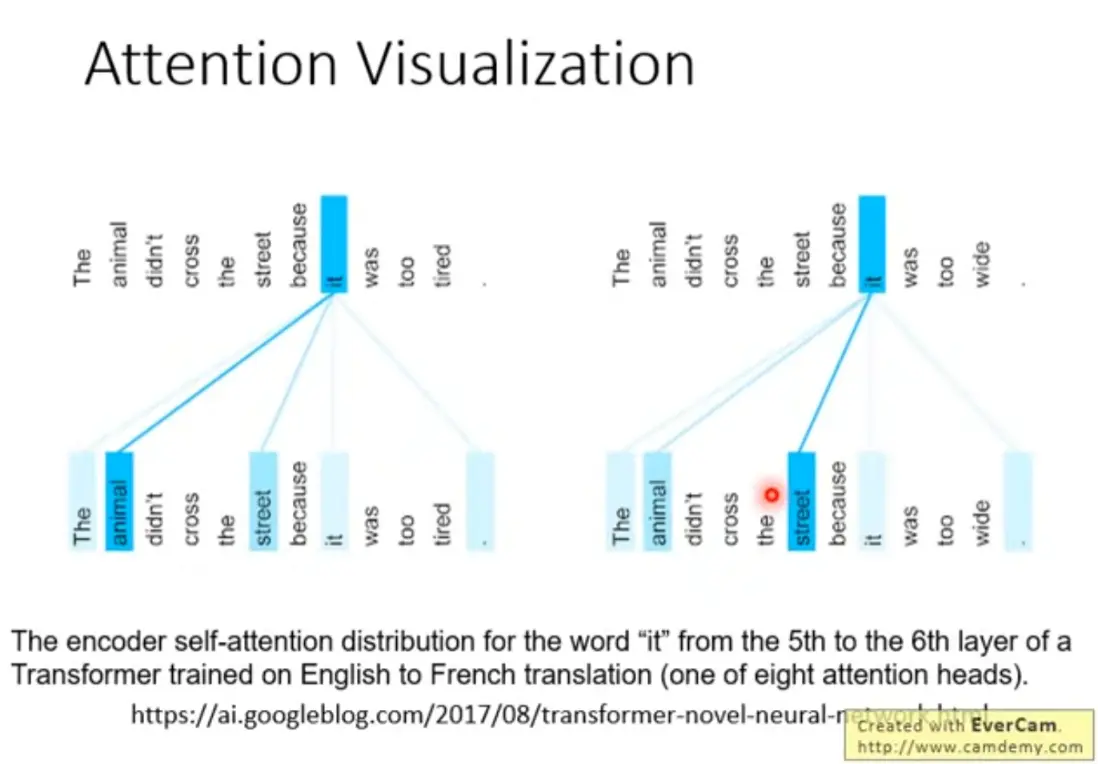 Attention Visualization
The animal didn't cross the street because it was too tired .
The animal didn't cross the street because it was too wide .
The animal didn't cross the street because it was too tired .
The animal didn't cross the street because it was too wide .
The encoder self-attention distribution for the word “it” from the 5th to the 6th layer of a
Transformer trained on English to French translation (one of eight attention heads).
https://ai.googleblog.com/2017/08/transformer-novel-neural-network.html
Created with EverCam.
http://www.camdemy.com